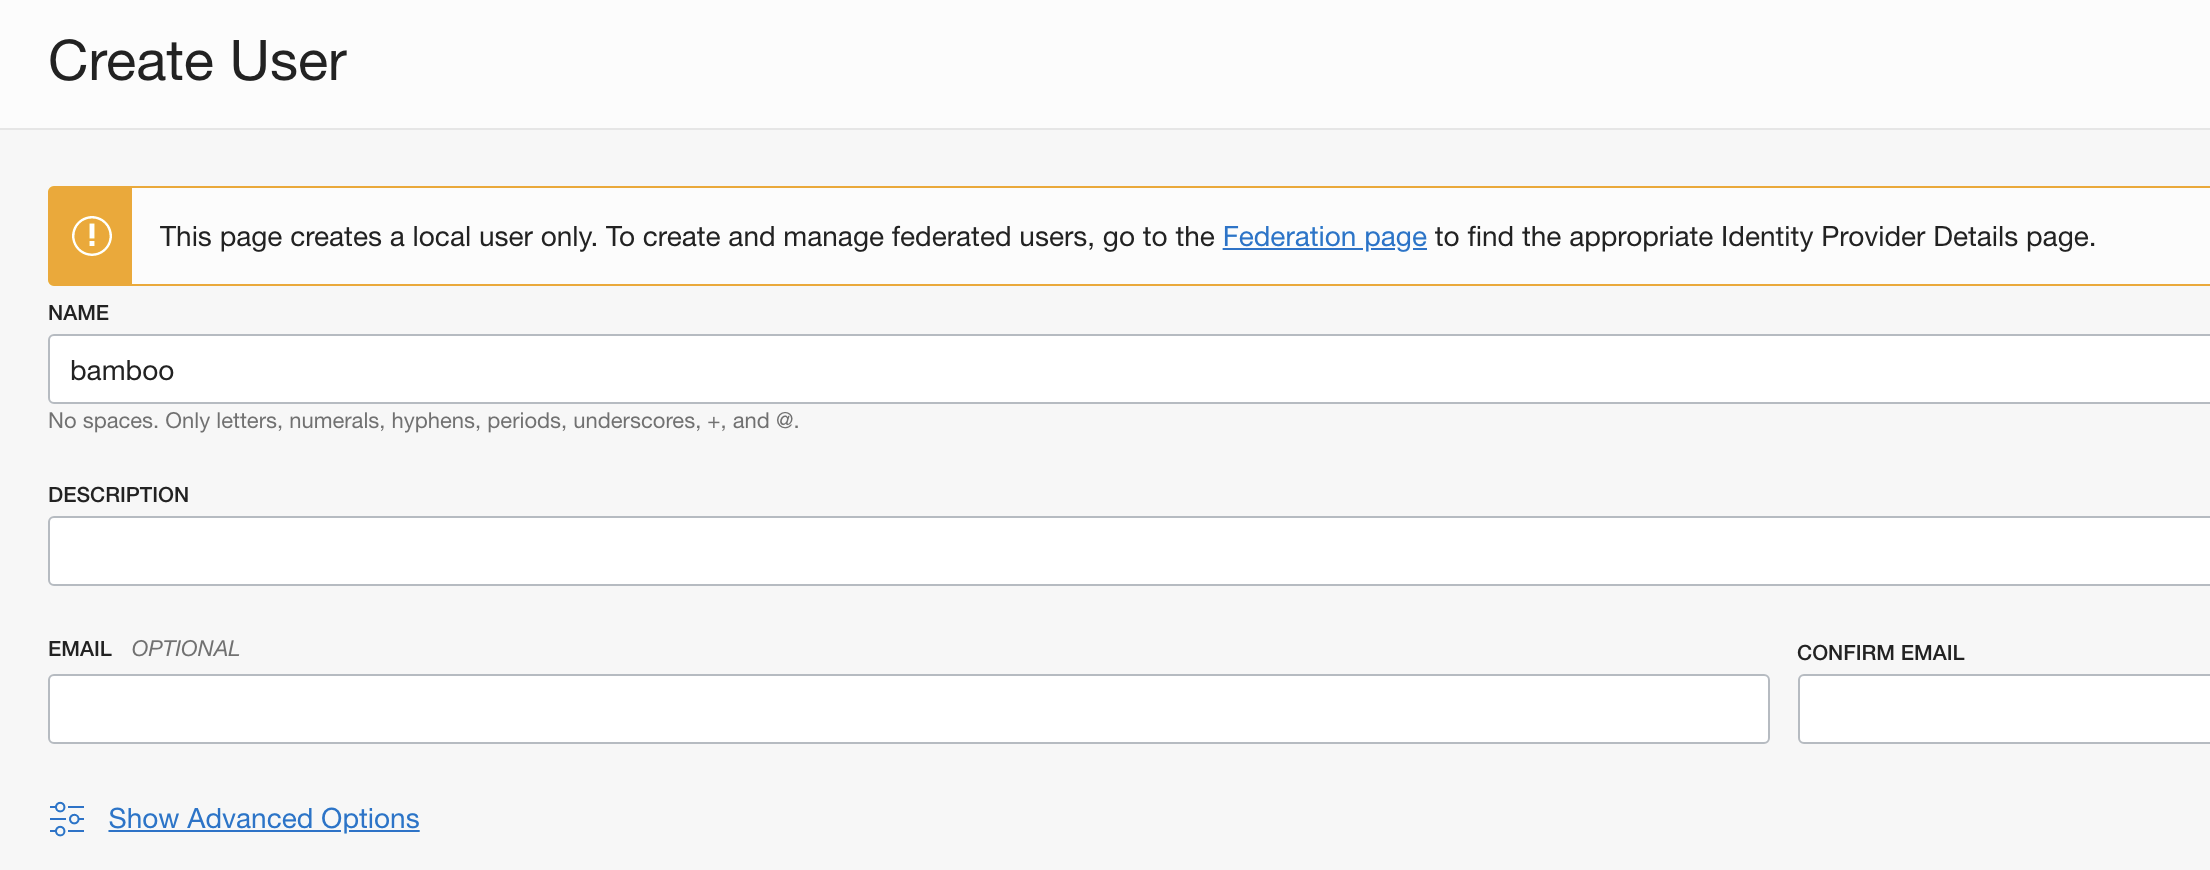 Create User
This page creates a local user only. To create and manage federated users, go to the Federation page to find the appropriate Identity Provider Details page.
NAME
bamboo
No spaces. Only letters, numerals, hyphens, periods, underscores, +, and @.
DESCRIPTION
EMAIL OPTIONAL
CONFIRM EMAIL
Show Advanced Options